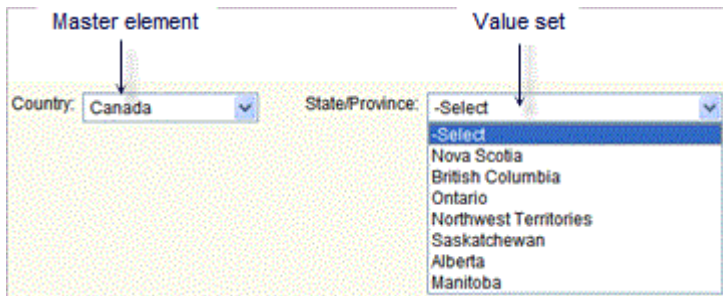 Master element Value set
Country: Canada State/Province: -Select
-Select
Nova Scotia
British Columbia
Ontario
Northwest Territories
Saskatchewan
Alberta
Manitoba